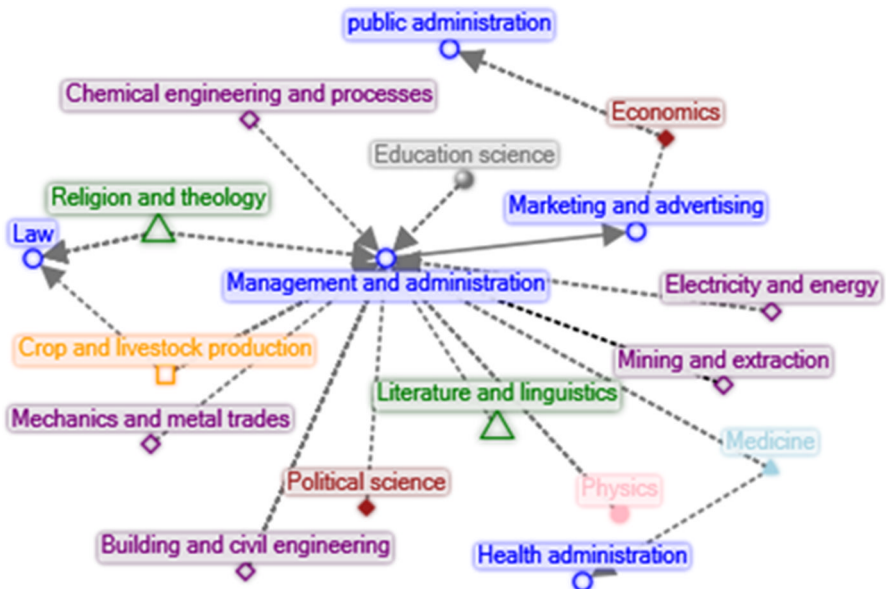 public administration
Chemical engineering and processes
Economics
Education science
Religion and theology
Marketing and advertising
Law
Management and administration
Electricity and energy
Crop and livestock production
Mining and extraction
Literature and linguistics
Mechanics and metal trades
Medicine
Political science
Physics
Building and civil engineering
Health administration